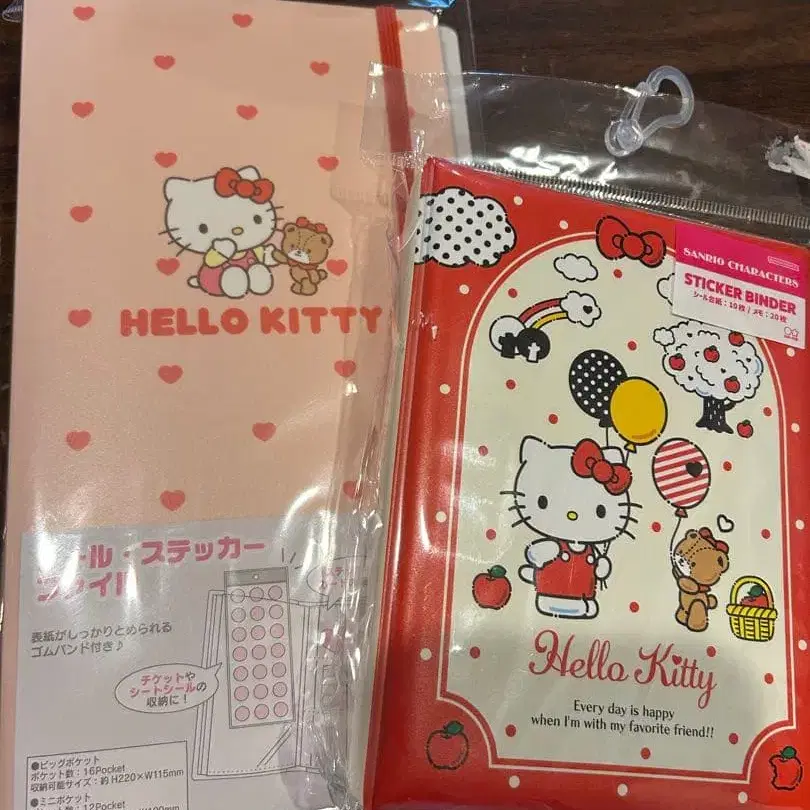 HELLO KITTY
ル・ステッカー
ファイル
表紙がしっかりとめられる
ゴムバンド付き♪
チケットや
シートシールの
収納に！
●ビッグポケット
ポケット数：16Pocket
収納可能サイズ：約 H220×W115mm
●ミニポケット
12Pocket
SANRIO CHARACTERS
STICKER BINDER
シール台紙：10枚 / メモ：20枚
Hello Kitty
Every day is happy
when I'm with my favorite friend!!